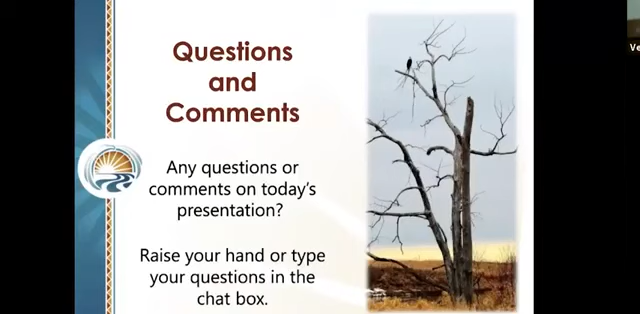 Questions
and
Comments
Any questions or
comments on today's
presentation?
Raise your hand or type
your questions in the
chat box.